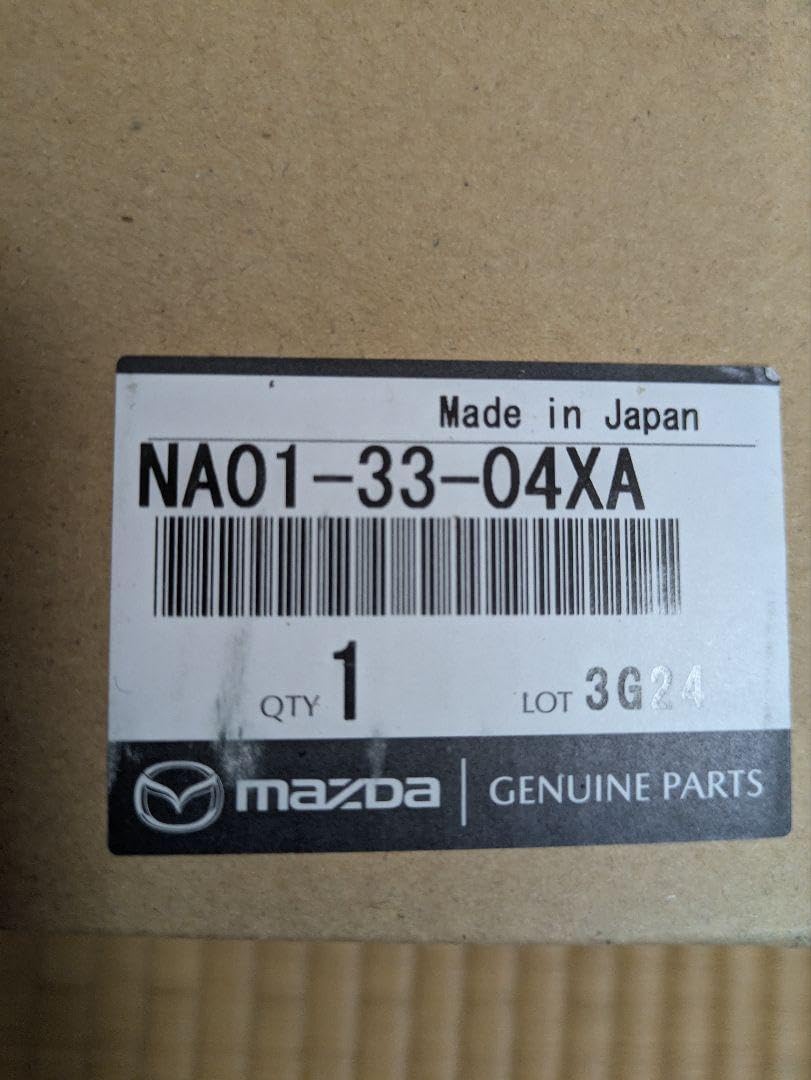 Made in Japan
NA01-33-04XA
QTY 1 LOT 3G24
mazda GENUINE PARTS